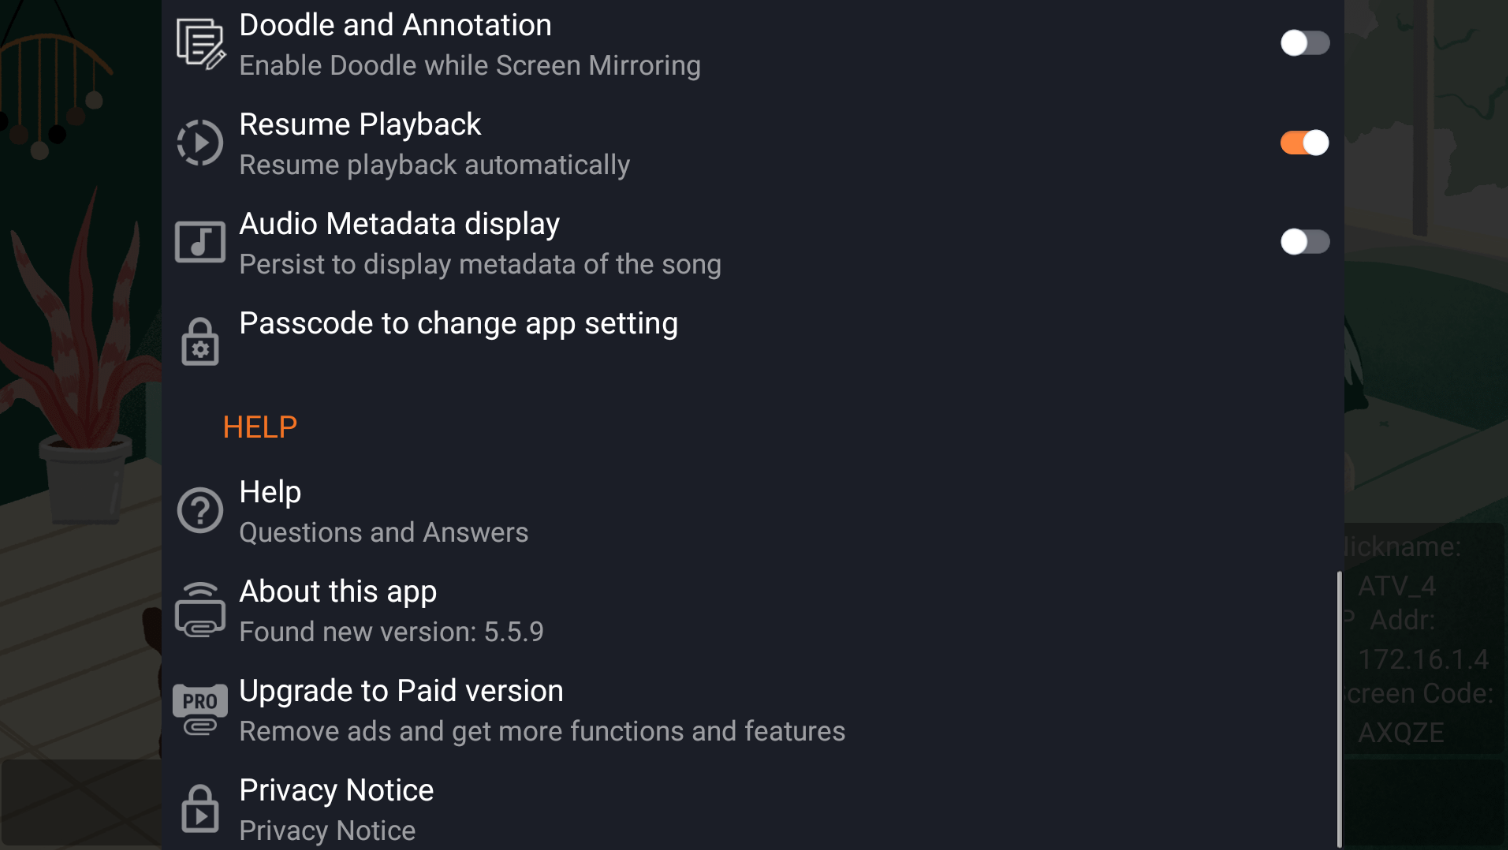 Doodle and Annotation
Enable Doodle while Screen Mirroring
Resume Playback
Resume playback automatically
Audio Metadata display
Persist to display metadata of the song
Passcode to change app setting
HELP
Help
Questions and Answers
About this app
Found new version: 5.5.9
PRO
Upgrade to Paid version
Remove ads and get more functions and features
Privacy Notice
Privacy Notice
ickname:
ATV_4
P Addr:
172.16.1.4
creen Code:
AXQZE